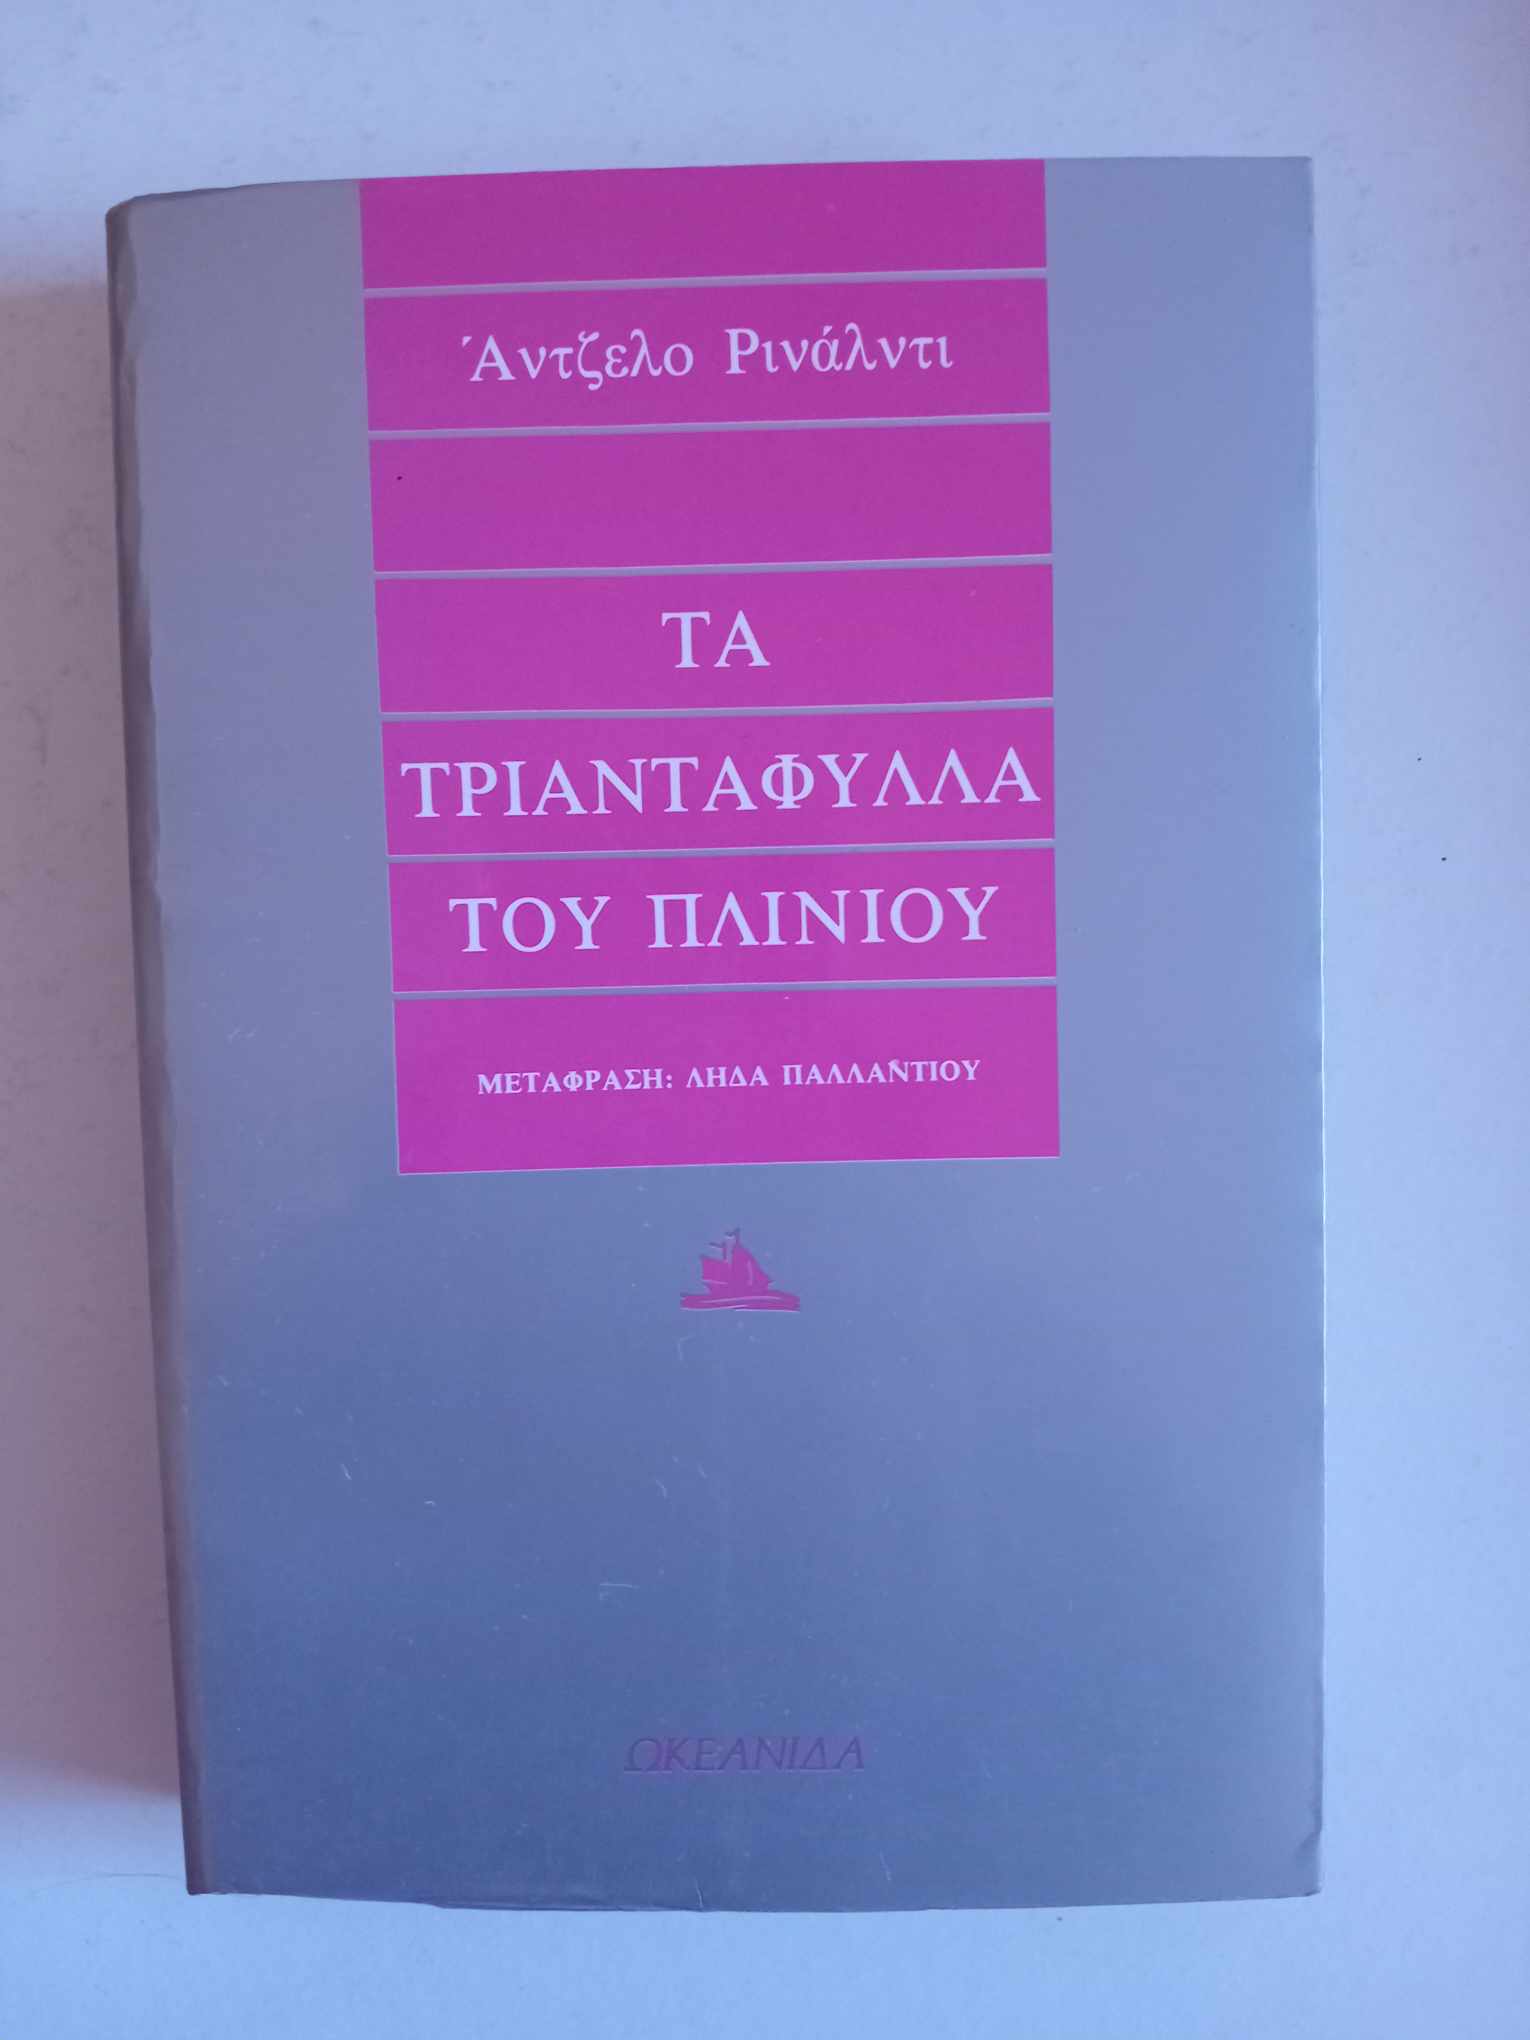 Άντζελο Ρινάλντι
ΤΑ
ΤΡΙΑΝΤΑΦΥΛΛΑ
ΤΟΥ ΠΛΙΝΙΟΥ
ΜΕΤΑΦΡΑΣΗ: ΛΗΔΑ ΠΑΛΛΑΝΤΙΟΥ
ΩΚΕΑΝΙΔΑ